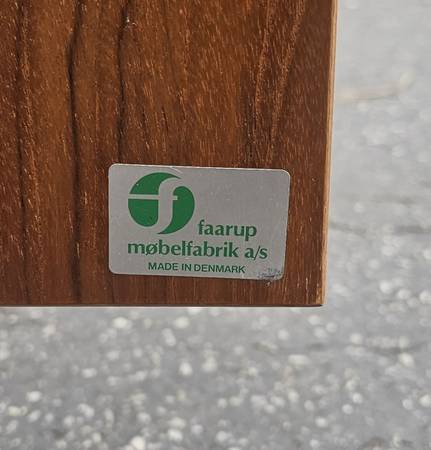 f
faarup
møbelfabrik a/s
MADE IN DENMARK